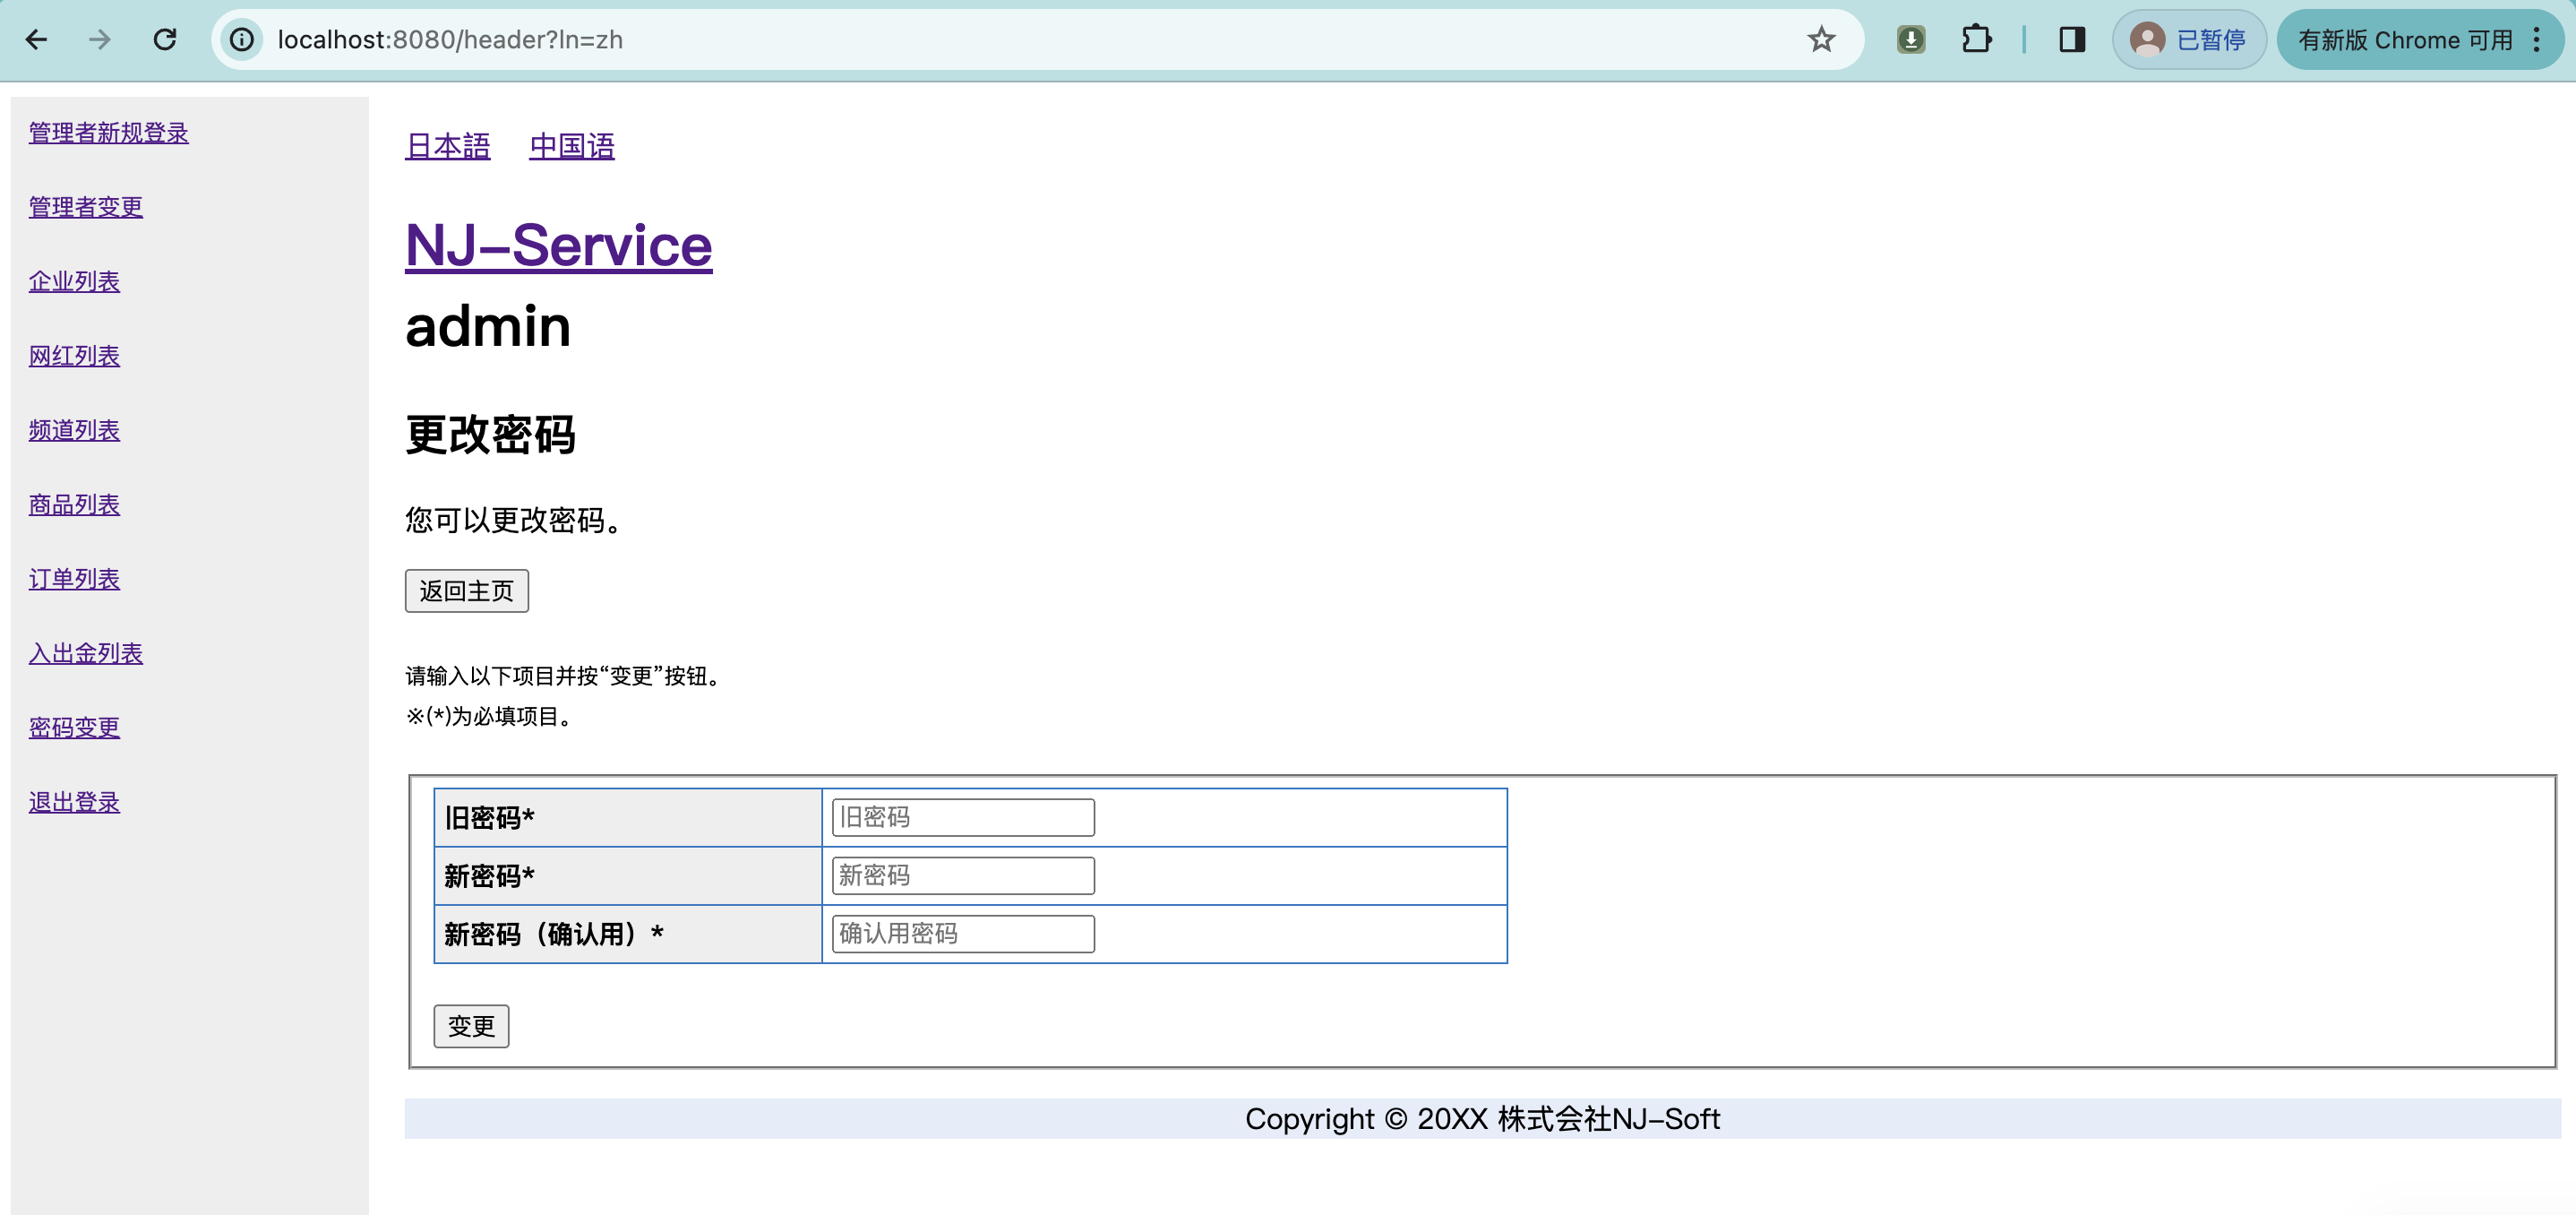 localhost:8080/header?ln=zh
已暂停
有新版 Chrome 可用
管理者新规登录
管理者变更
企业列表
网红列表
频道列表
商品列表
订单列表
入出金列表
密码变更
退出登录
日本語 中国语
NJ-Service
admin
更改密码
您可以更改密码。
返回主页
请输入以下项目并按“变更”按钮。
※(*)为必填项目。
旧密码* 旧密码
新密码* 新密码
新密码（确认用）* 确认用密码
变更
Copyright © 20XX 株式会社NJ-Soft